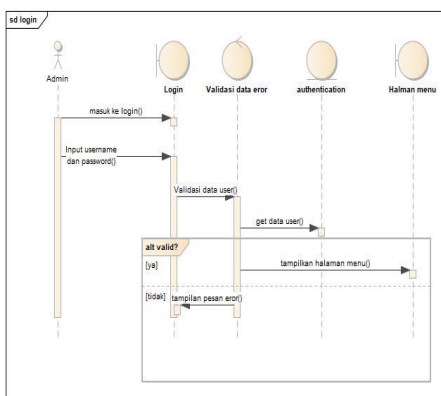 sd login
Admin
Login
Validasi data eror
authentication
Halman menu
masuk ke login()
Input username
dan password()
Validasi data user()
get data user()
alt valid?
[ya]
tampilkan halaman menu()
[tidak]
tampilan pesan eror()